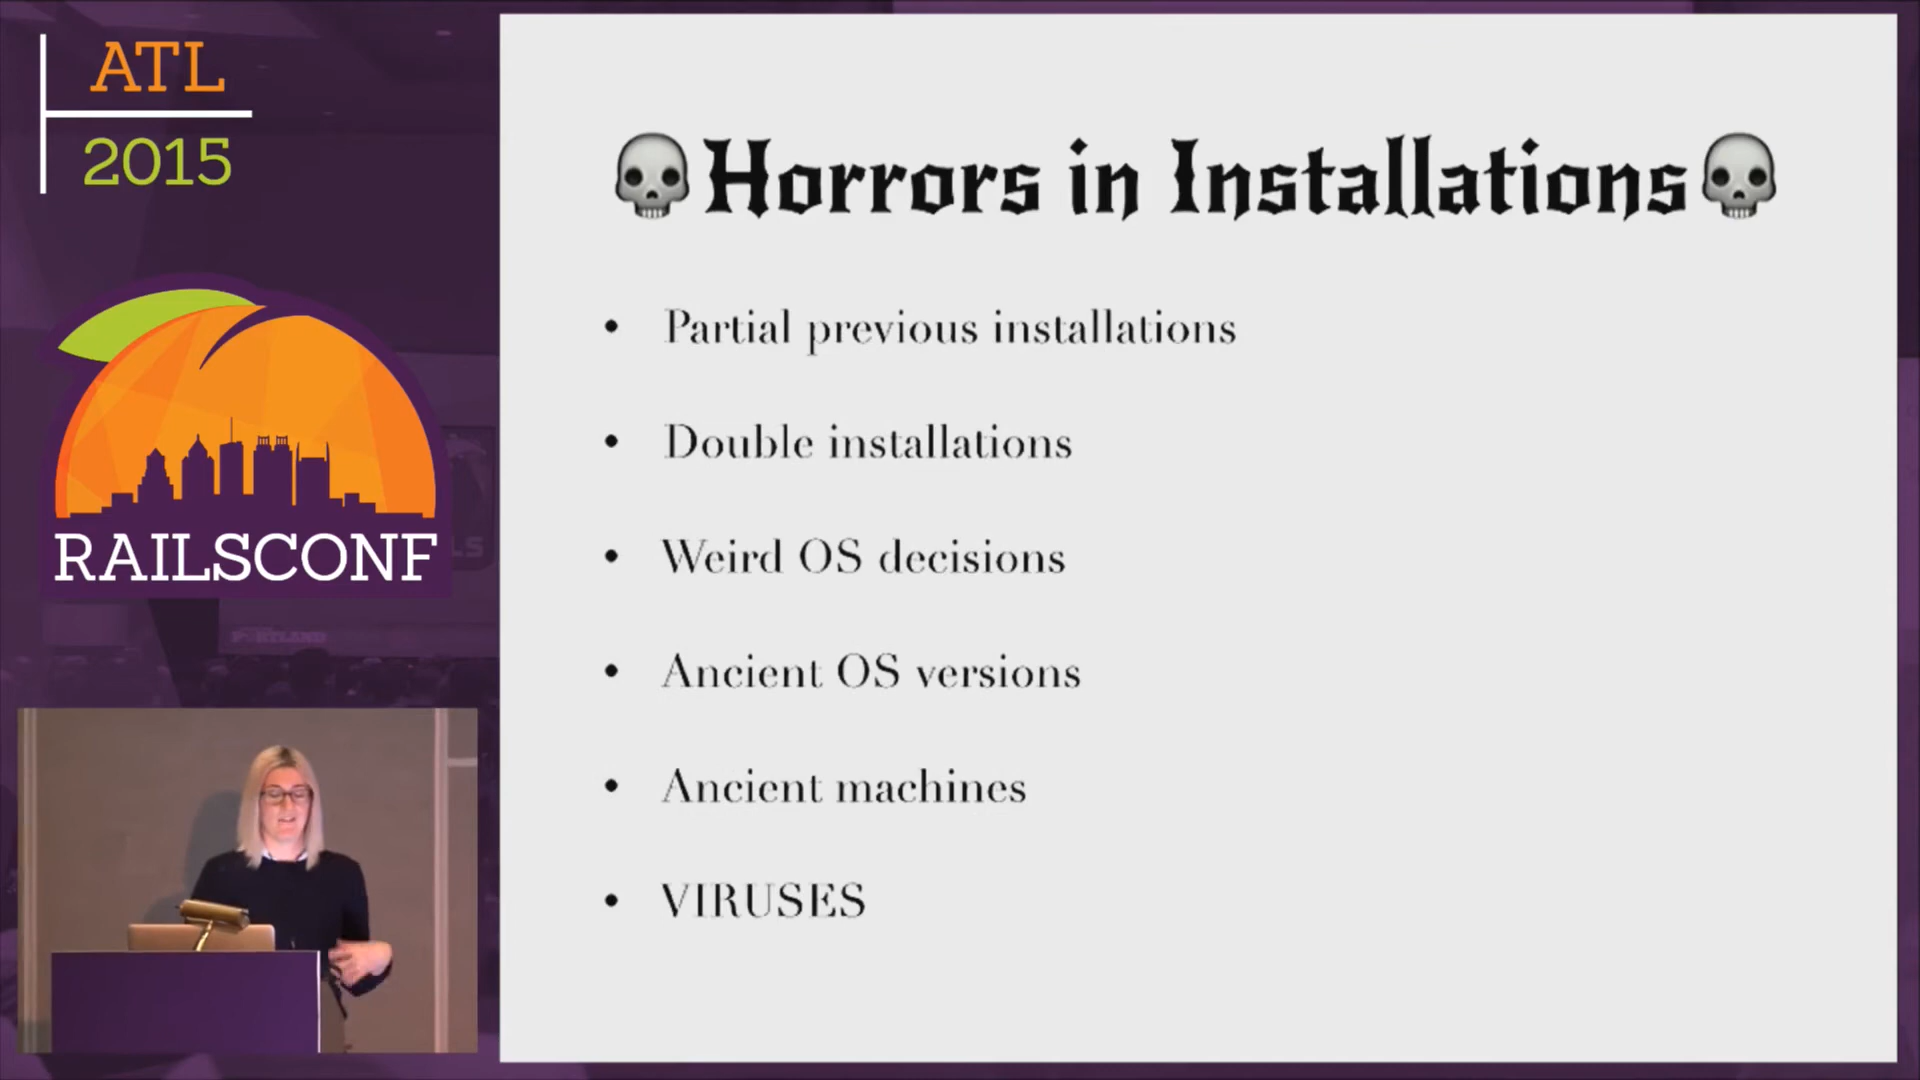 ATL
2015
RAILSCONF
💀Horrors in Installations💀
• Partial previous installations
• Double installations
• Weird OS decisions
• Ancient OS versions
• Ancient machines
• VIRUSES
PORTLAND